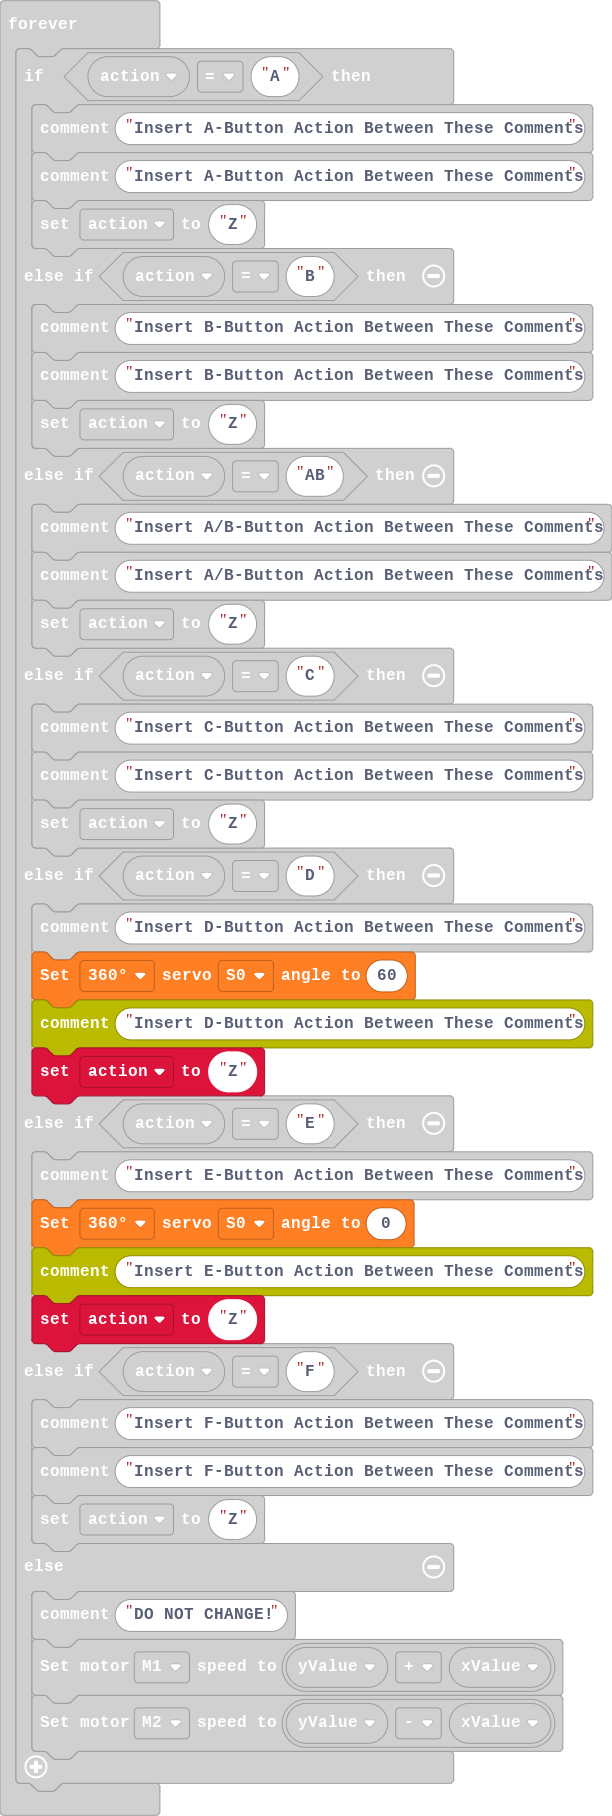 forever
if action = "A" then
comment "Insert A-Button Action Between These Comments"
comment "Insert A-Button Action Between These Comments"
set action to "Z"
else if action = "B" then
comment "Insert B-Button Action Between These Comments"
comment "Insert B-Button Action Between These Comments"
set action to "Z"
else if action = "AB" then
comment "Insert A/B-Button Action Between These Comments"
comment "Insert A/B-Button Action Between These Comments"
set action to "Z"
else if action = "C" then
comment "Insert C-Button Action Between These Comments"
comment "Insert C-Button Action Between These Comments"
set action to "Z"
else if action = "D" then
comment "Insert D-Button Action Between These Comments"
Set 360° servo S0 angle to 60
comment "Insert D-Button Action Between These Comments"
set action to "Z"
else if action = "E" then
comment "Insert E-Button Action Between These Comments"
Set 360° servo S0 angle to 0
comment "Insert E-Button Action Between These Comments"
set action to "Z"
else if action = "F" then
comment "Insert F-Button Action Between These Comments"
comment "Insert F-Button Action Between These Comments"
set action to "Z"
else
comment "DO NOT CHANGE!"
Set motor M1 speed to yValue + xValue
Set motor M2 speed to yValue - xValue